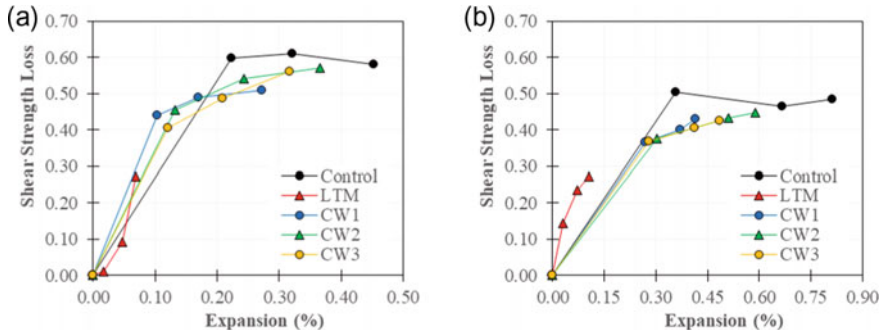 (a)
0.70
0.60
0.50
0.40
0.30
0.20
0.10
0.00
Shear Strength Loss
Control
LTM
CW1
CW2
CW3
0.00 0.10 0.20 0.30 0.40 0.50
Expansion (%)
(b)
0.70
0.60
0.50
0.40
0.30
0.20
0.10
0.00
Shear Strength Loss
Control
LTM
CW1
CW2
CW3
0.00 0.15 0.30 0.45 0.60 0.75 0.90
Expansion (%)